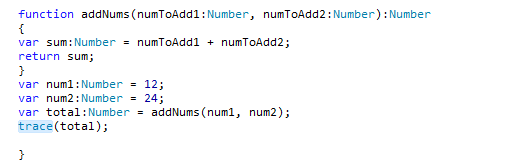 function addNums(numToAdd1:Number, numToAdd2:Number):Number
{
var sum:Number = numToAdd1 + numToAdd2;
return sum;
}
var num1:Number = 12;
var num2:Number = 24;
var total:Number = addNums(num1, num2);
trace(total);
}